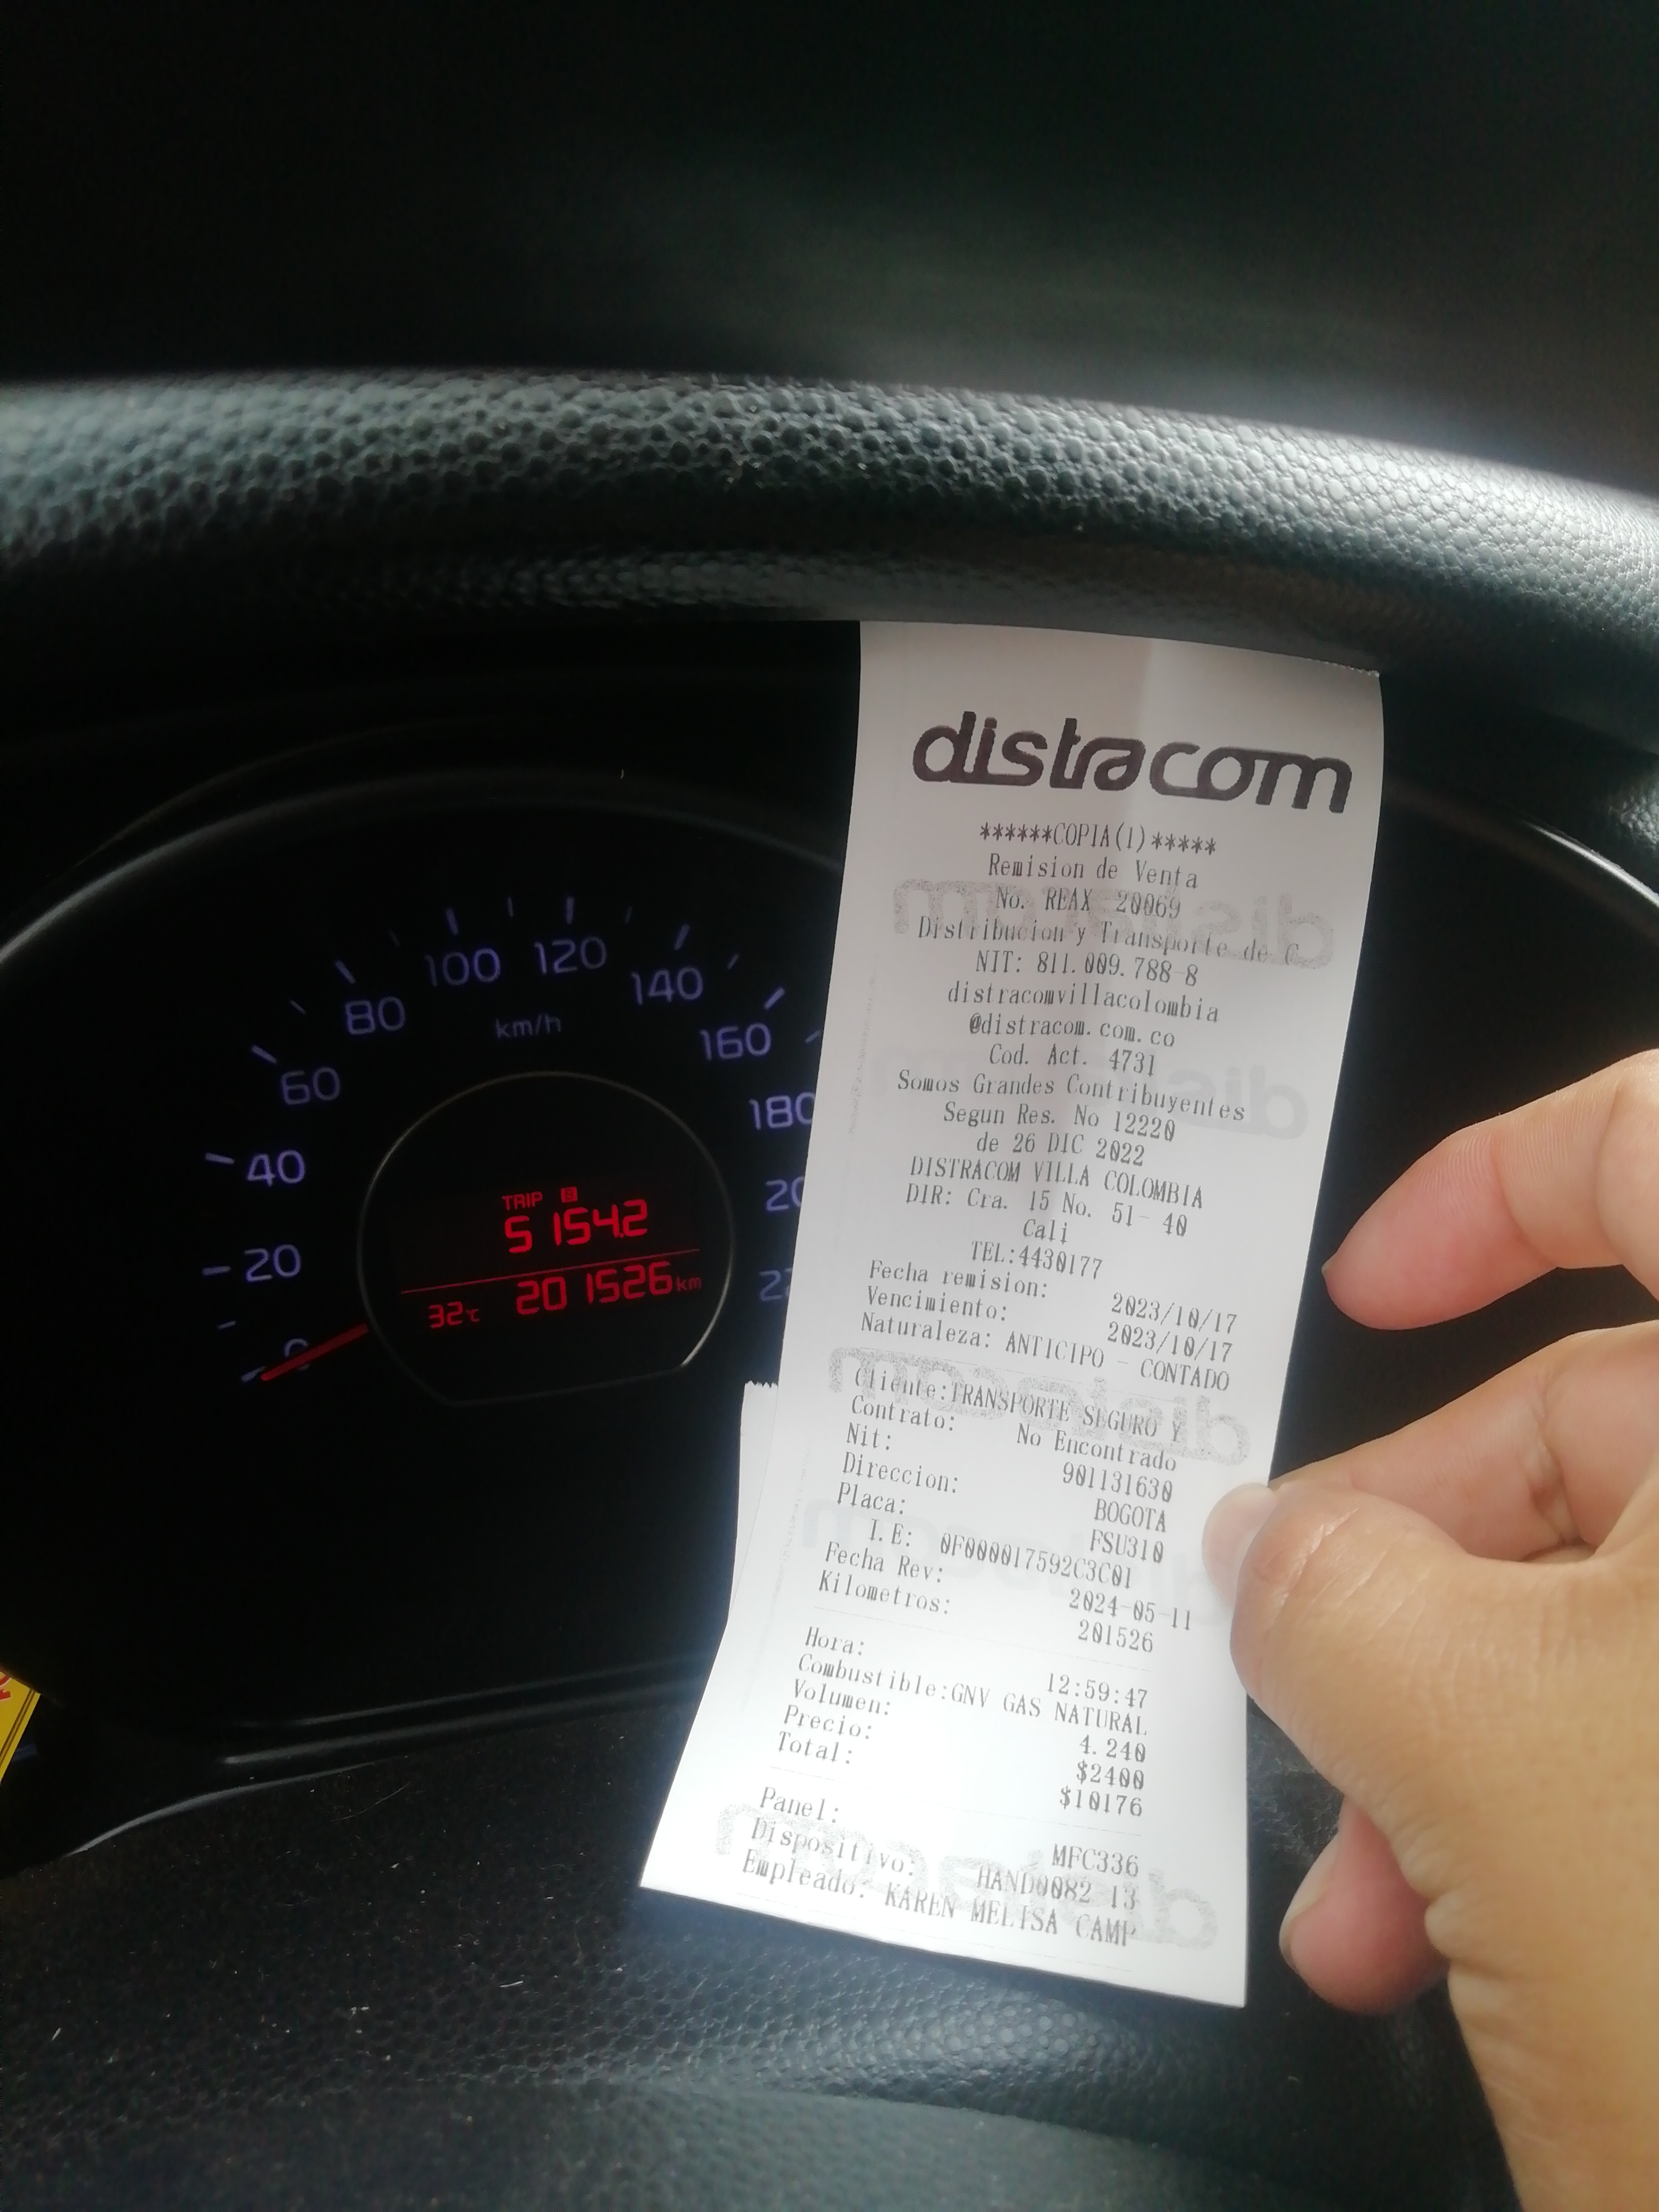 100
120
140
80
km/h
160
60
180
40
TRIP B
5154.2
20
32°C 201526 km
0
distracom
******COPIA(1)*****
Remision de Venta
No. REAX 20069
Distribucion y Transporte de C
NIT: 811.009.788-8
distracomvillacolombia
@distracom.com.co
Cod. Act. 4731
Somos Grandes Contribuyentes
Segun Res. No 12220
de 26 DIC 2022
DISTRACOM VILLA COLOMBIA
DIR: Cra. 15 No. 51- 40
Cali
TEL:4430177
Fecha remision: 2023/10/17
Vencimiento: 2023/10/17
Naturaleza: ANTICIPO - CONTADO
Cliente:TRANSPORTE SEGURO Y
Contrato: No Encontrado
Nit: 901131630
Direccion: BOGOTA
Placa: FSU310
I.E: 0F000017592C3C01
Fecha Rev: 2024-05-11
Kilometros: 201526
Hora: 12:59:47
Combustible:GNV GAS NATURAL
Volumen: 4.240
Precio: $2400
Total: $10176
Panel: MFC336
Dispositivo: HAND0082 13
Empleado: KAREN MELISA CAMP